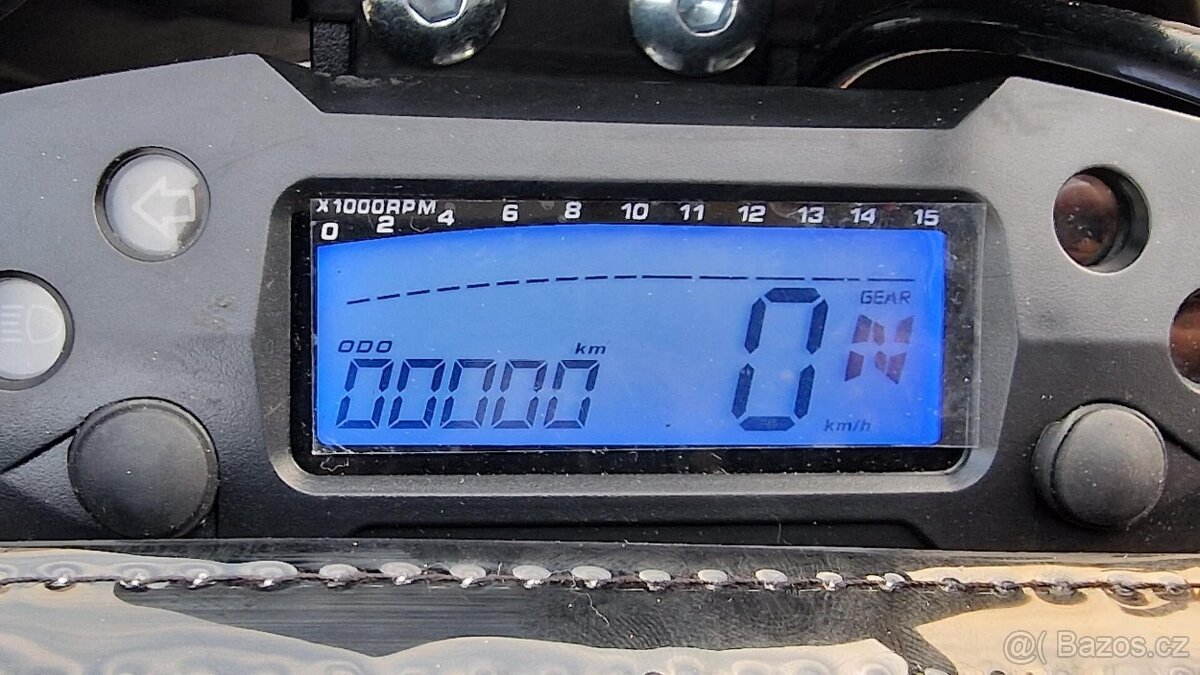 X1000RPM
0 2 4 6 8 10 11 12 13 14 15
GEAR
N
ODO km
00000
0
km/h
@( Bazos.cz